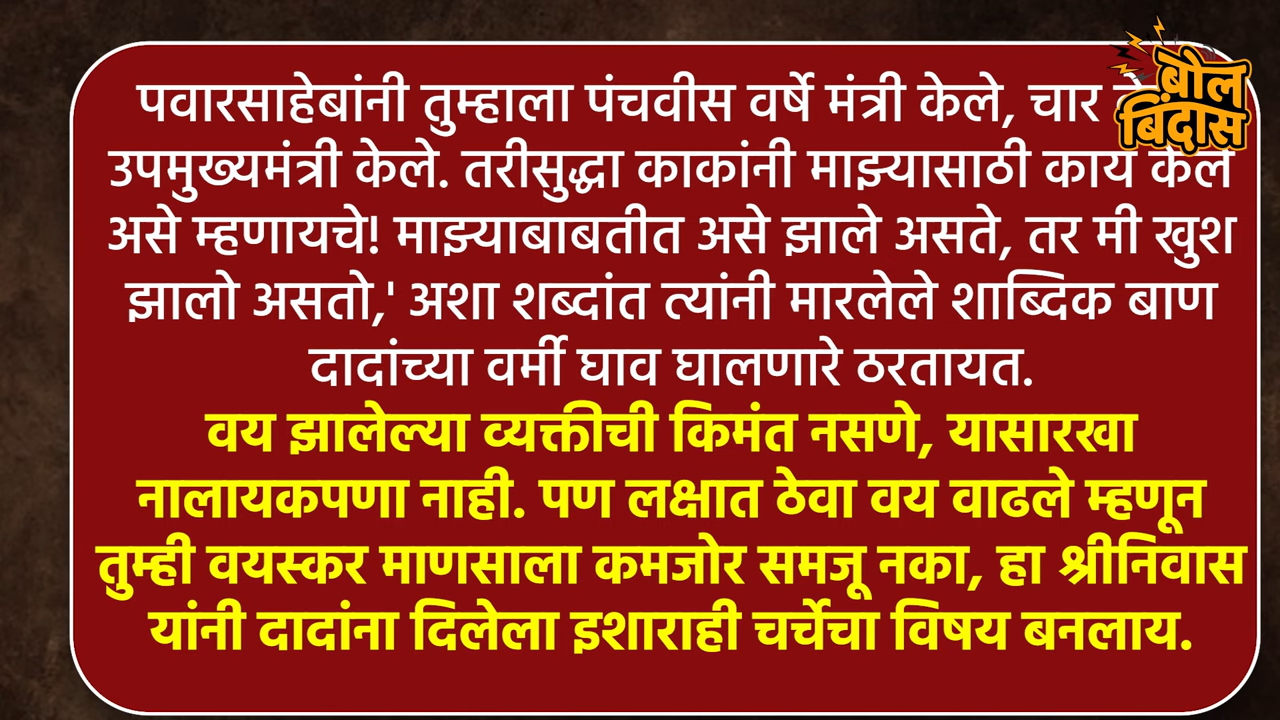 पवारसाहेबांनी तुम्हाला पंचवीस वर्षे मंत्री केले, चार
बोल
बिंदास
उपमुख्यमंत्री केले. तरीसुद्धा काकांनी माझ्यासाठी काय केले
असे म्हणायचे! माझ्याबाबतीत असे झाले असते, तर मी खुश
झालो असतो,' अशा शब्दांत त्यांनी मारलेले शाब्दिक बाण
दादांच्या वर्मी घाव घालणारे ठरतायत.
वय झालेल्या व्यक्तीची किमंत नसणे, यासारखा
नालायकपणा नाही. पण लक्षात ठेवा वय वाढले म्हणून
तुम्ही वयस्कर माणसाला कमजोर समजू नका, हा श्रीनिवास
यांनी दादांना दिलेला इशाराही चर्चेचा विषय बनलाय.